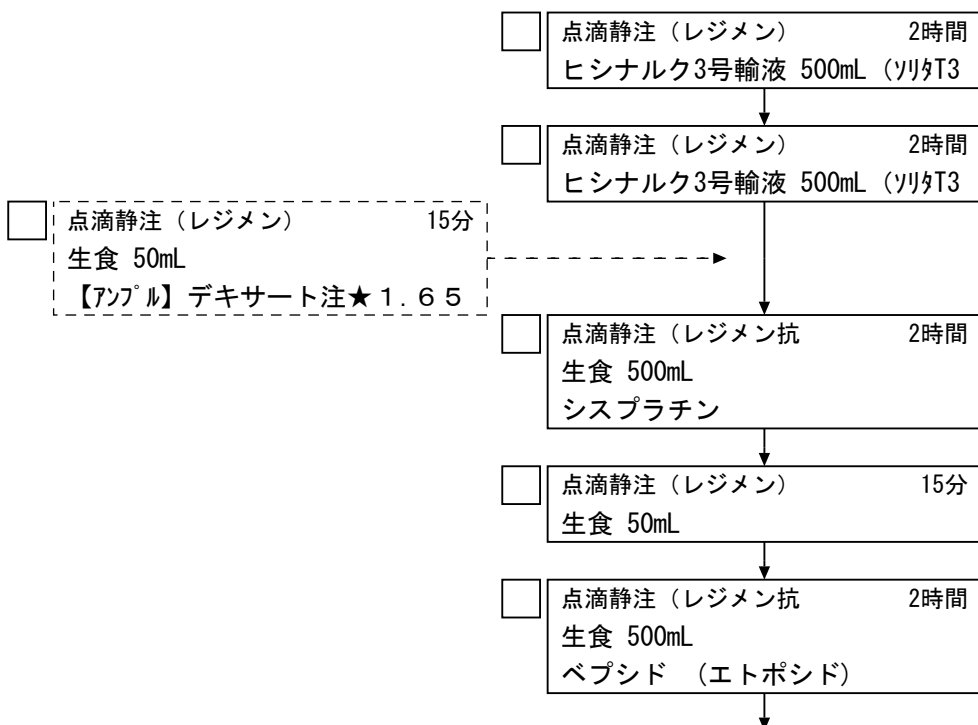 点滴静注（レジメン） 2時間
ヒシナルク3号輸液 500mL（ソリタT3
点滴静注（レジメン） 2時間
ヒシナルク3号輸液 500mL（ソリタT3
点滴静注（レジメン） 15分
生食 50mL
【アンプル】デキサート注★１.６５
点滴静注（レジメン抗 2時間
生食 500mL
シスプラチン
点滴静注（レジメン） 15分
生食 50mL
点滴静注（レジメン抗 2時間
生食 500mL
ベプシド （エトポシド）